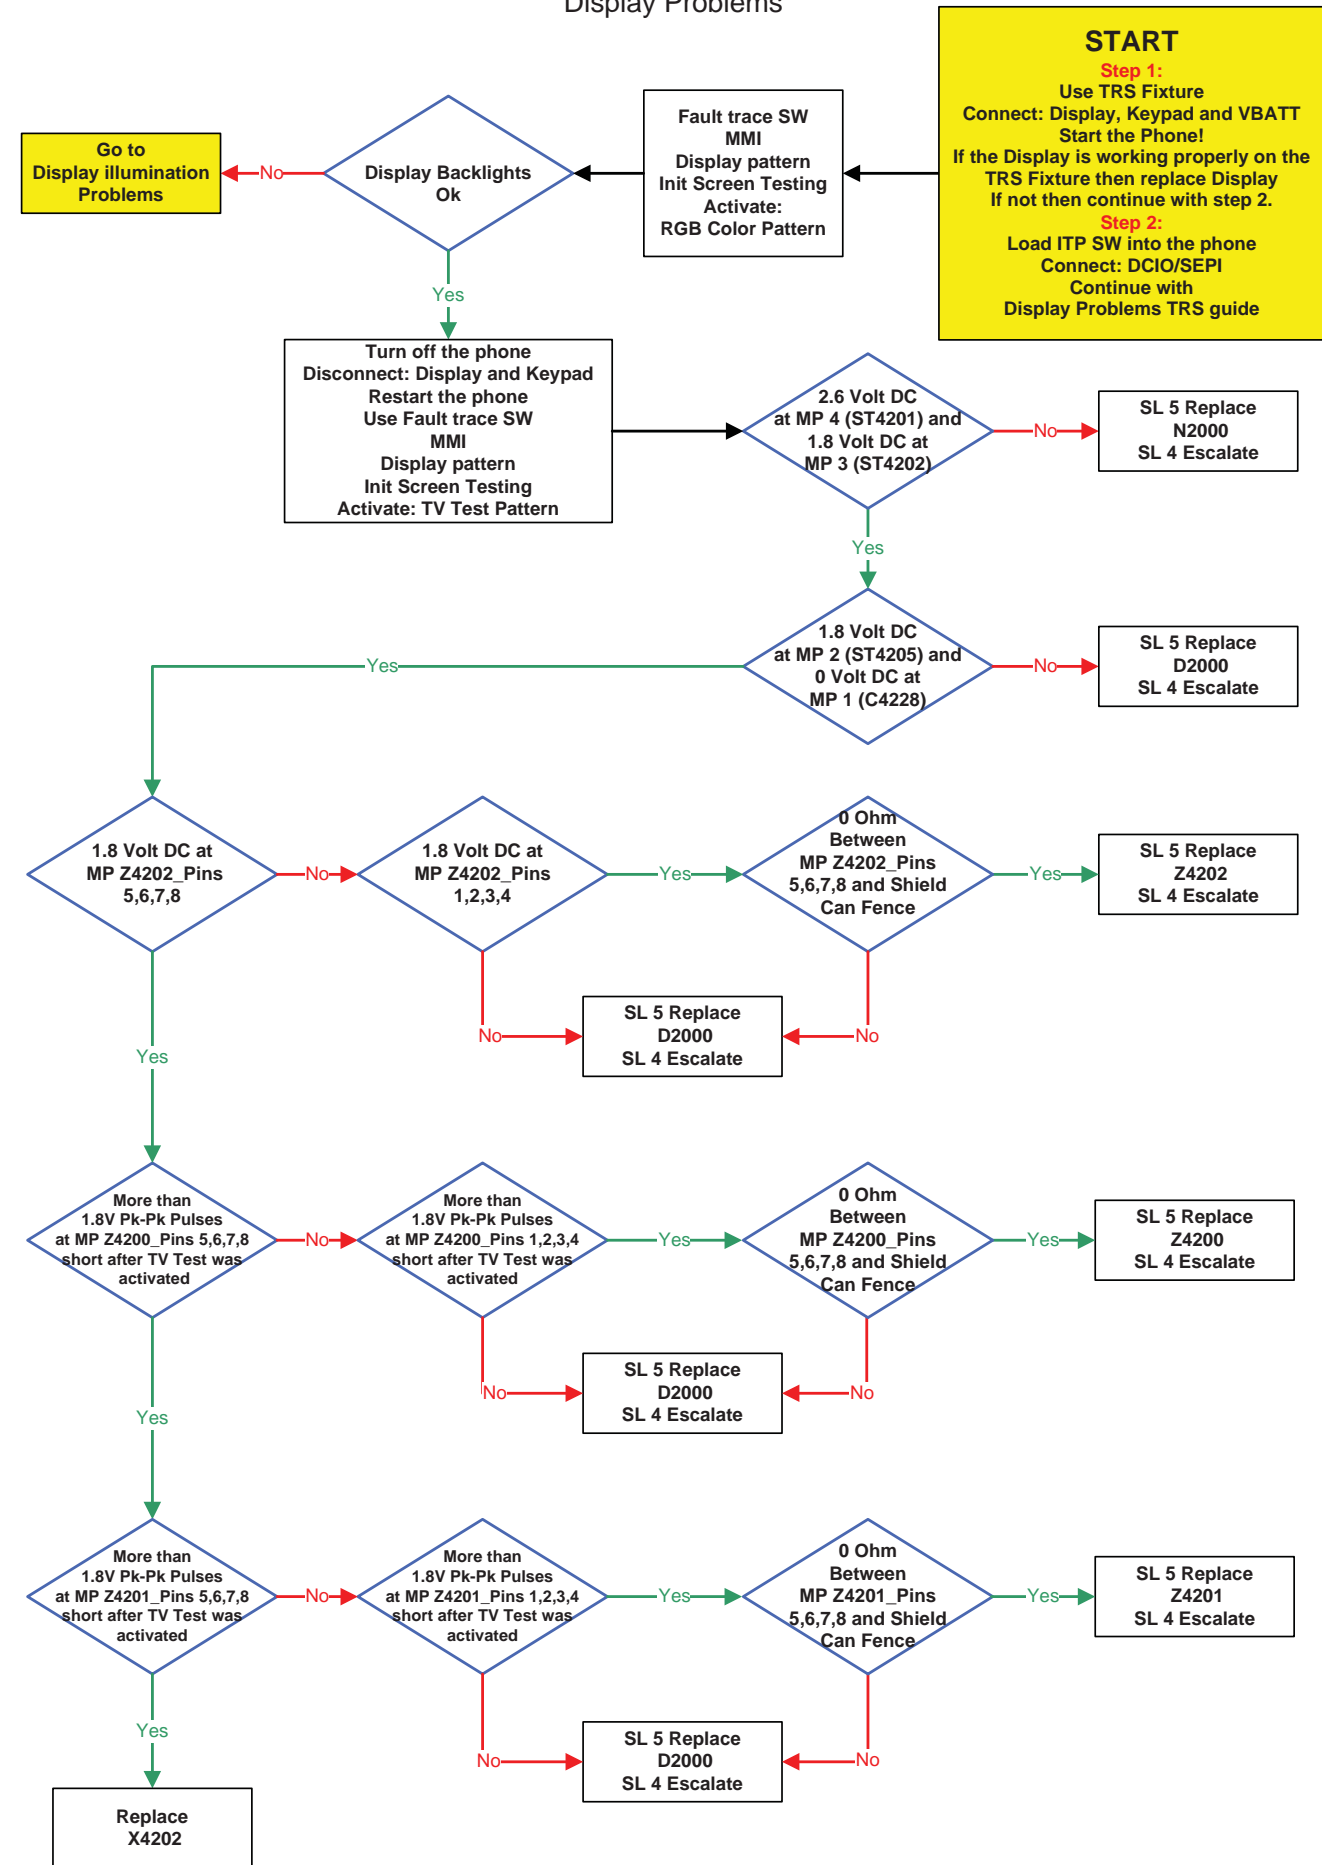 Display Problems
START
Step 1:
Use TRS Fixture
Connect: Display, Keypad and VBATT
Start the Phone!
If the Display is working properly on the
TRS Fixture then replace Display
If not then continue with step 2.
Step 2:
Load ITP SW into the phone
Connect: DCIO/SEPI
Continue with
Display Problems TRS guide
Fault trace SW
MMI
Display pattern
Init Screen Testing
Activate:
RGB Color Pattern
Display Backlights
Ok
No
Go to
Display illumination
Problems
Yes
Turn off the phone
Disconnect: Display and Keypad
Restart the phone
Use Fault trace SW
MMI
Display pattern
Init Screen Testing
Activate: TV Test Pattern
2.6 Volt DC
at MP 4 (ST4201) and
1.8 Volt DC at
MP 3 (ST4202)
No
SL 5 Replace
N2000
SL 4 Escalate
Yes
1.8 Volt DC
at MP 2 (ST4205) and
0 Volt DC at
MP 1 (C4228)
No
SL 5 Replace
D2000
SL 4 Escalate
Yes
1.8 Volt DC at
MP Z4202_Pins
5,6,7,8
No
1.8 Volt DC at
MP Z4202_Pins
1,2,3,4
Yes
0 Ohm
Between
MP Z4202_Pins
5,6,7,8 and Shield
Can Fence
Yes
SL 5 Replace
Z4202
SL 4 Escalate
No
SL 5 Replace
D2000
SL 4 Escalate
No
Yes
More than
1.8V Pk-Pk Pulses
at MP Z4200_Pins 5,6,7,8
short after TV Test was
activated
No
More than
1.8V Pk-Pk Pulses
at MP Z4200_Pins 1,2,3,4
short after TV Test was
activated
Yes
0 Ohm
Between
MP Z4200_Pins
5,6,7,8 and Shield
Can Fence
Yes
SL 5 Replace
Z4200
SL 4 Escalate
No
SL 5 Replace
D2000
SL 4 Escalate
No
Yes
More than
1.8V Pk-Pk Pulses
at MP Z4201_Pins 5,6,7,8
short after TV Test was
activated
No
More than
1.8V Pk-Pk Pulses
at MP Z4201_Pins 1,2,3,4
short after TV Test was
activated
Yes
0 Ohm
Between
MP Z4201_Pins
5,6,7,8 and Shield
Can Fence
Yes
SL 5 Replace
Z4201
SL 4 Escalate
No
SL 5 Replace
D2000
SL 4 Escalate
No
Yes
Replace
X4202